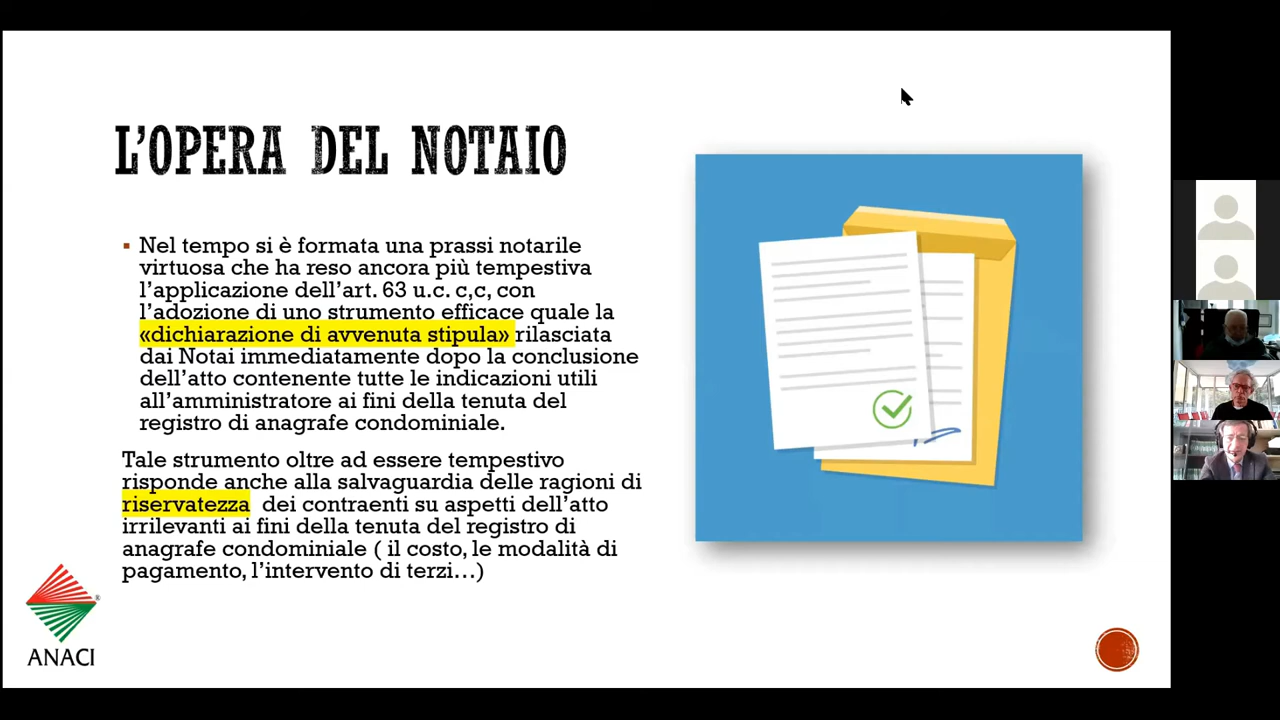 L'OPERA DEL NOTAIO
▪ Nel tempo si è formata una prassi notarile
virtuosa che ha reso ancora più tempestiva
l'applicazione dell'art. 63 u.c. c,c, con
l'adozione di uno strumento efficace quale la
«dichiarazione di avvenuta stipula» rilasciata
dai Notai immediatamente dopo la conclusione
dell'atto contenente tutte le indicazioni utili
all'amministratore ai fini della tenuta del
registro di anagrafe condominiale.
Tale strumento oltre ad essere tempestivo
risponde anche alla salvaguardia delle ragioni di
riservatezza dei contraenti su aspetti dell'atto
irrilevanti ai fini della tenuta del registro di
anagrafe condominiale ( il costo, le modalità di
pagamento, l'intervento di terzi…)
®
ANACI